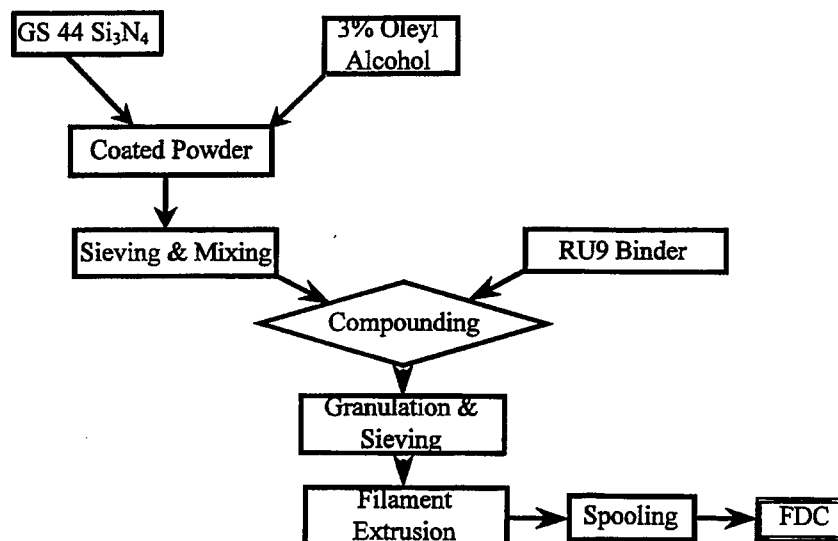 GS 44 Si₃N₄
3% Oleyl
Alcohol
Coated Powder
Sieving & Mixing
RU9 Binder
Compounding
Granulation &
Sieving
Filament
Extrusion
Spooling
FDC